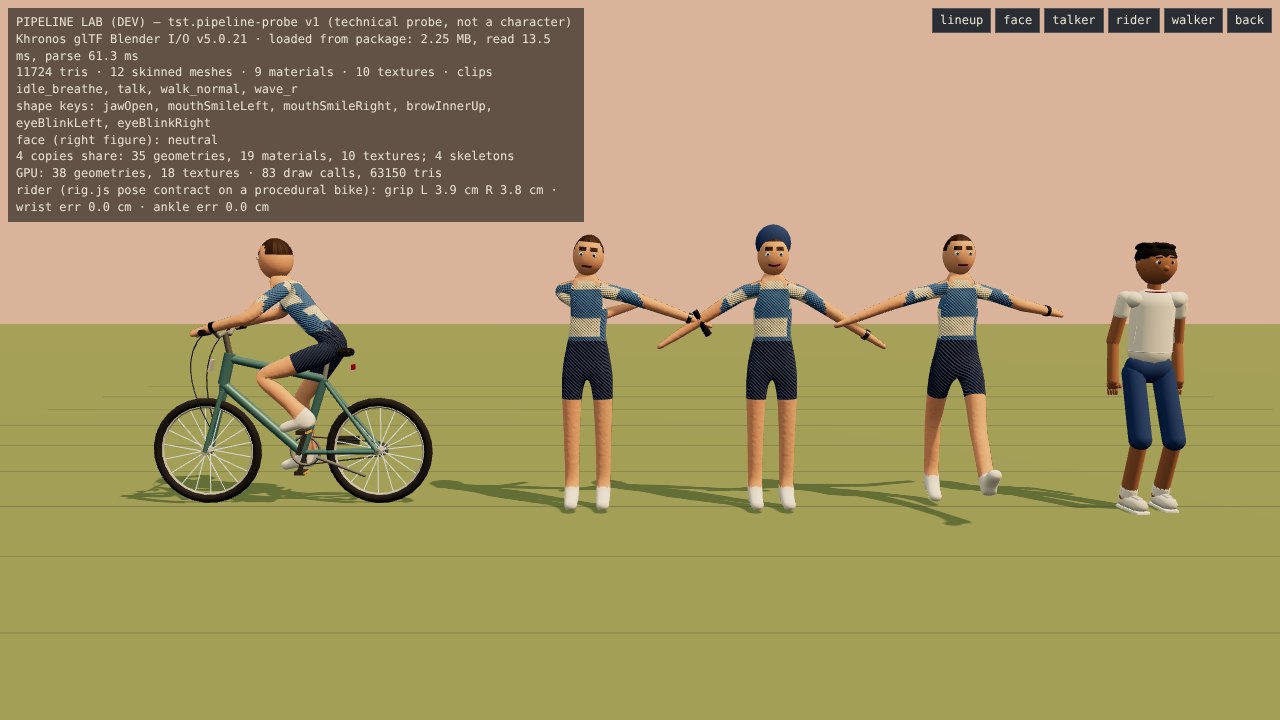 PIPELINE LAB (DEV) — tst.pipeline-probe v1 (technical probe, not a character)
Khronos glTF Blender I/O v5.0.21 · loaded from package: 2.25 MB, read 13.5
ms, parse 61.3 ms
11724 tris · 12 skinned meshes · 9 materials · 10 textures · clips
idle_breathe, talk, walk_normal, wave_r
shape keys: jawOpen, mouthSmileLeft, mouthSmileRight, browInnerUp,
eyeBlinkLeft, eyeBlinkRight
face (right figure): neutral
4 copies share: 35 geometries, 19 materials, 10 textures; 4 skeletons
GPU: 38 geometries, 18 textures · 83 draw calls, 63150 tris
rider (rig.js pose contract on a procedural bike): grip L 3.9 cm R 3.8 cm ·
wrist err 0.0 cm · ankle err 0.0 cm
lineup face talker rider walker back